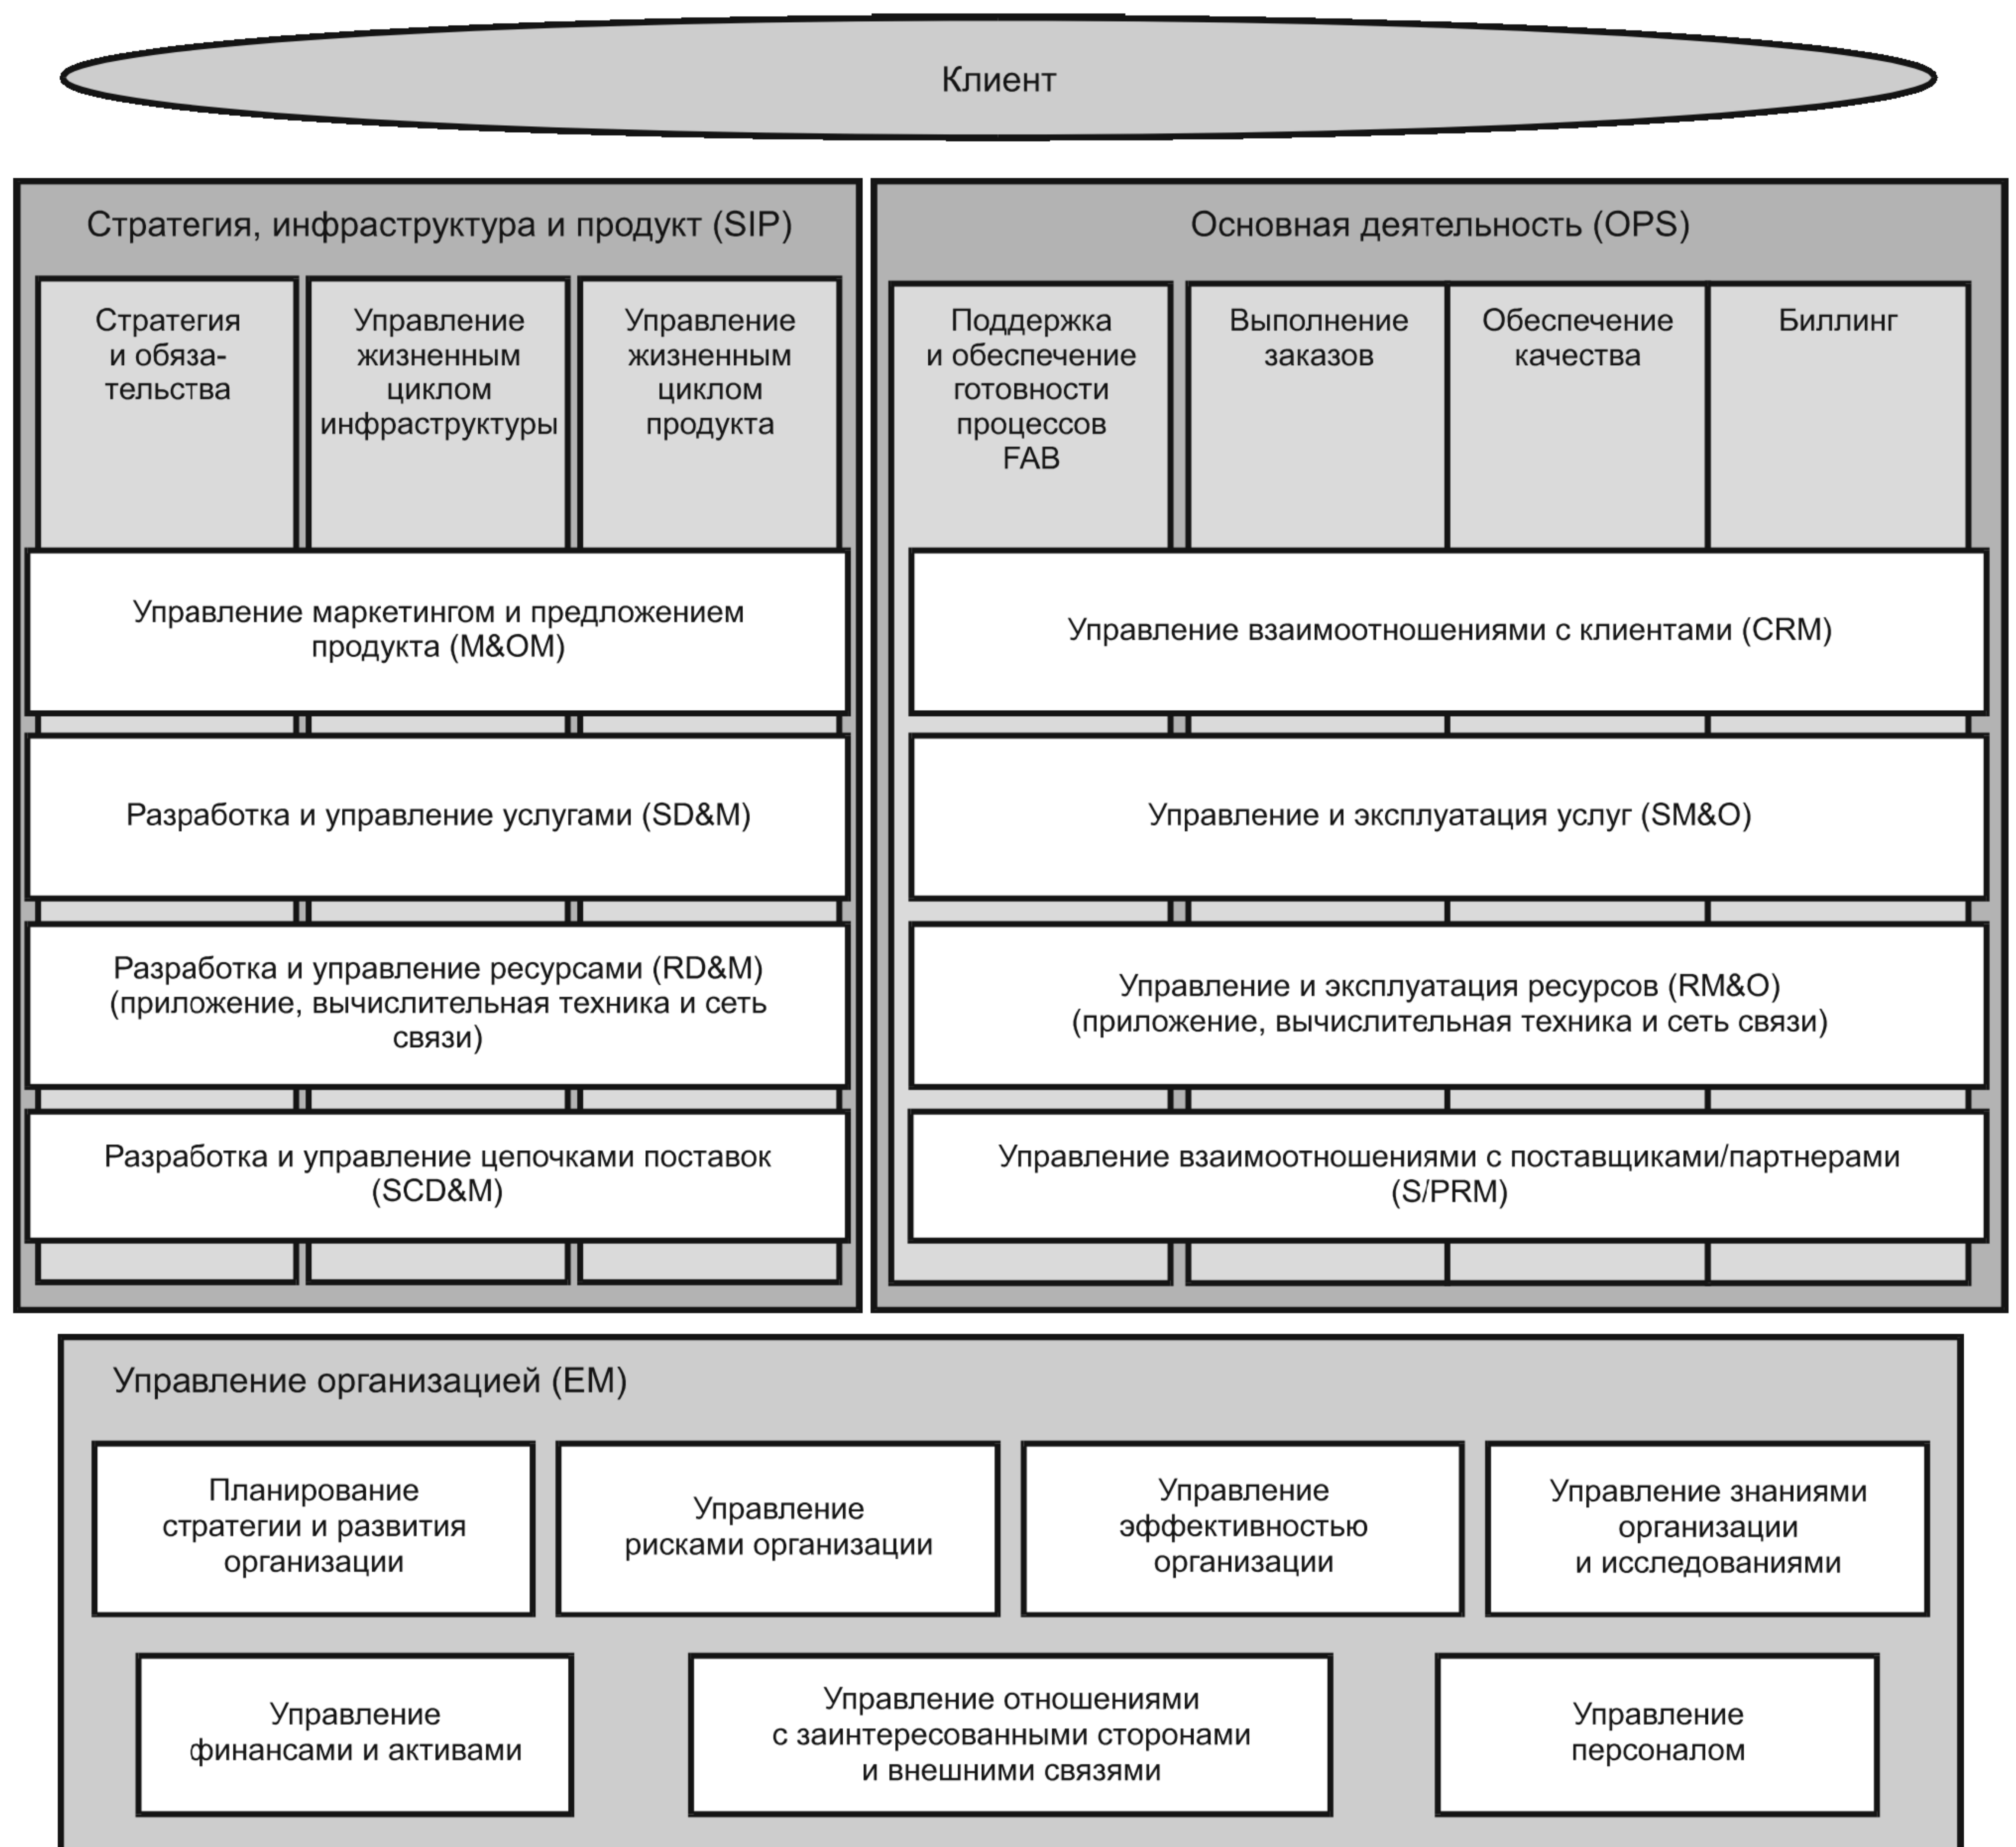 Клиент
Стратегия, инфраструктура и продукт (SIP)
Стратегия
и обяза-
тельства
Управление
жизненным
циклом
инфраструктуры
Управление
жизненным
циклом
продукта
Управление маркетингом и предложением
продукта (M&OM)
Разработка и управление услугами (SD&M)
Разработка и управление ресурсами (RD&M)
(приложение, вычислительная техника и сеть
связи)
Разработка и управление цепочками поставок
(SCD&M)
Основная деятельность (OPS)
Поддержка
и обеспечение
готовности
процессов
FAB
Выполнение
заказов
Обеспечение
качества
Биллинг
Управление взаимоотношениями с клиентами (CRM)
Управление и эксплуатация услуг (SM&O)
Управление и эксплуатация ресурсов (RM&O)
(приложение, вычислительная техника и сеть связи)
Управление взаимоотношениями с поставщиками/партнерами
(S/PRM)
Управление организацией (EM)
Планирование
стратегии и развития
организации
Управление
рисками организации
Управление
эффективностью
организации
Управление знаниями
организации
и исследованиями
Управление
финансами и активами
Управление отношениями
с заинтересованными сторонами
и внешними связями
Управление
персоналом